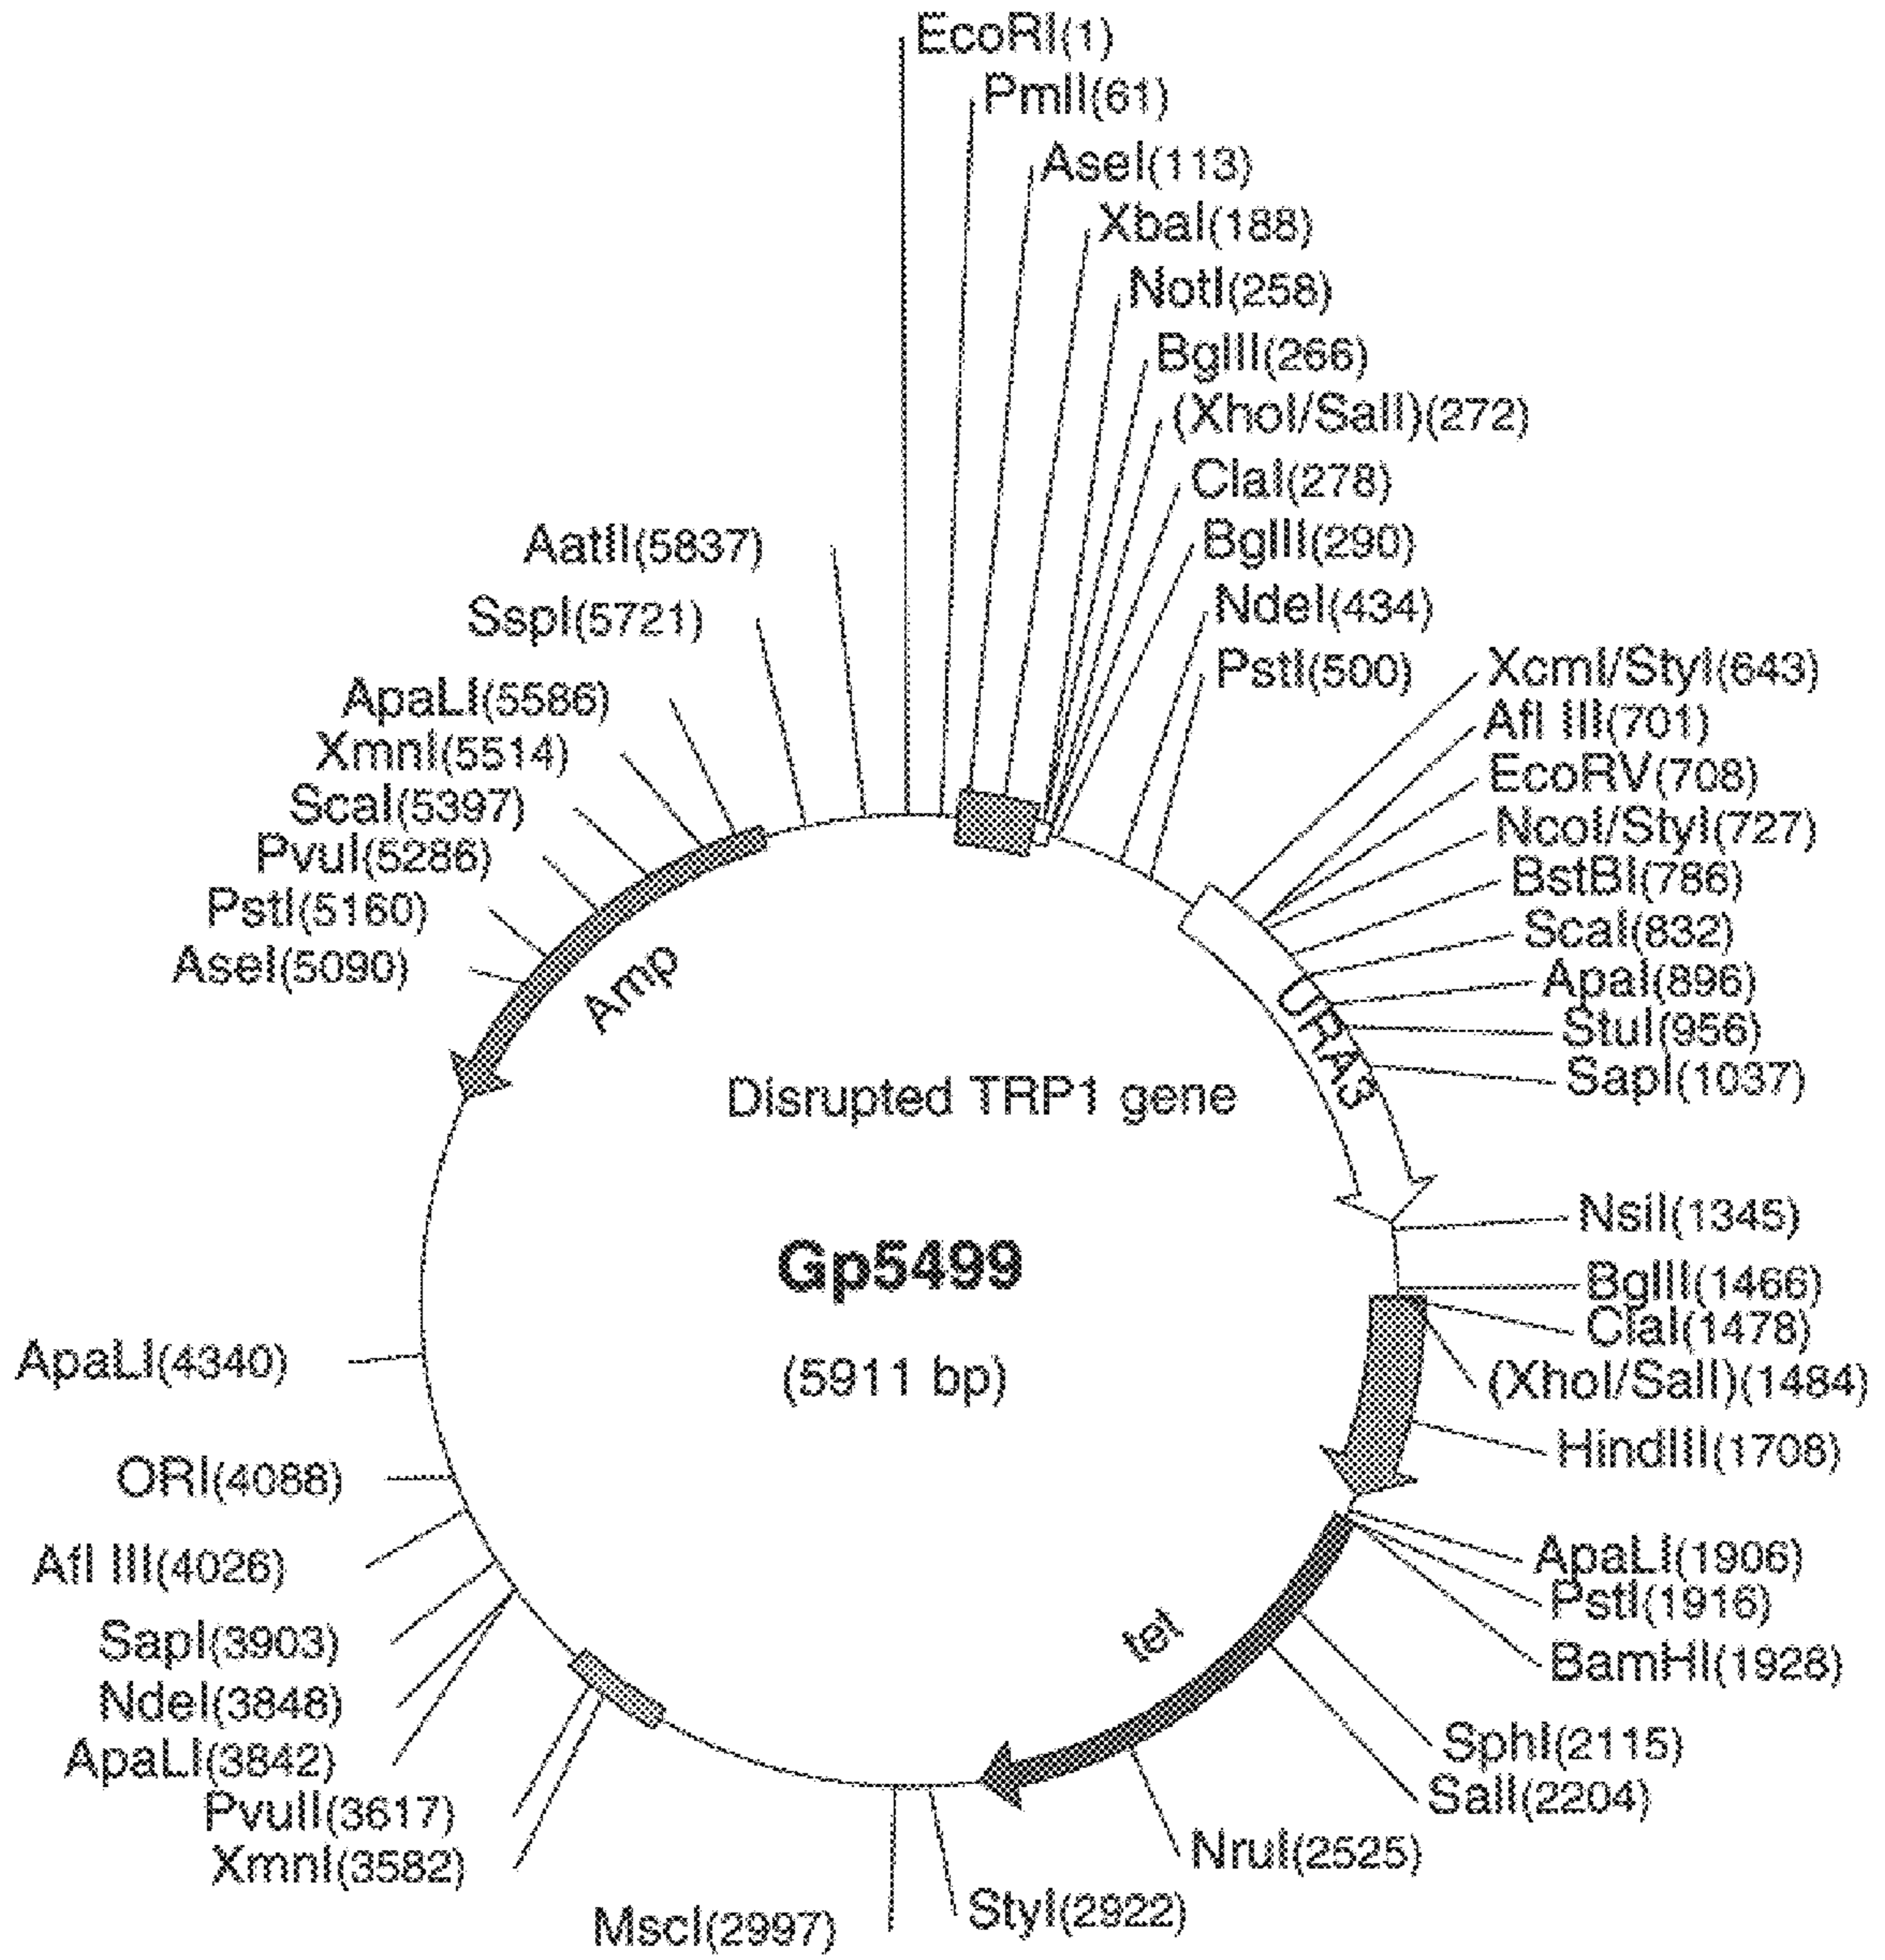 EcoRI(1)
PmlI(61)
AseI(113)
XbaI(188)
NotI(258)
BglII(266)
(XhoI/SalI)(272)
ClaI(278)
BglII(290)
NdeI(434)
PstI(500)
XcmI/StyI(643)
Afl III(701)
EcoRV(708)
NcoI/StyI(727)
BstBI(786)
ScaI(832)
ApaI(896)
StuI(956)
SapI(1037)
URA3
NsiI(1345)
BglII(1466)
ClaI(1478)
(XhoI/SalI)(1484)
HindIII(1708)
ApaLI(1906)
PstI(1916)
BamHI(1928)
SphI(2115)
SalI(2204)
tet
NruI(2525)
StyI(2922)
MscI(2997)
XmnI(3582)
PvuII(3617)
ApaLI(3842)
NdeI(3848)
SapI(3903)
Afl III(4026)
ORI(4088)
ApaLI(4340)
AseI(5090)
PstI(5160)
PvuI(5286)
ScaI(5397)
XmnI(5514)
ApaLI(5586)
SspI(5721)
AatII(5837)
Amp
Disrupted TRP1 gene
Gp5499
(5911 bp)